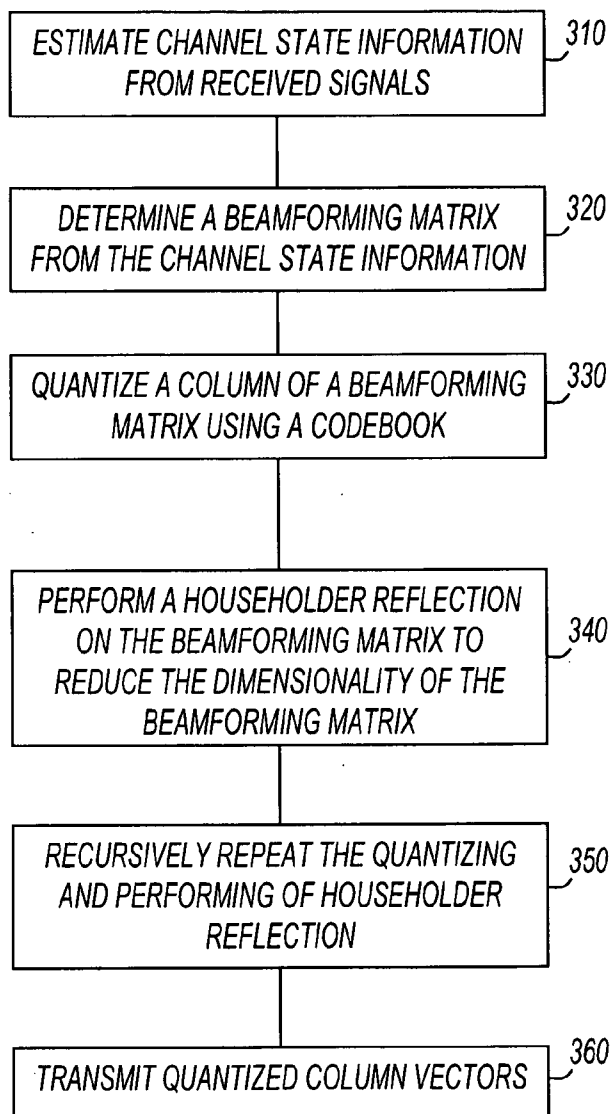 ESTIMATE CHANNEL STATE INFORMATION
FROM RECEIVED SIGNALS
310
DETERMINE A BEAMFORMING MATRIX
FROM THE CHANNEL STATE INFORMATION
320
QUANTIZE A COLUMN OF A BEAMFORMING
MATRIX USING A CODEBOOK
330
PERFORM A HOUSEHOLDER REFLECTION
ON THE BEAMFORMING MATRIX TO
REDUCE THE DIMENSIONALITY OF THE
BEAMFORMING MATRIX
340
RECURSIVELY REPEAT THE QUANTIZING
AND PERFORMING OF HOUSEHOLDER
REFLECTION
350
TRANSMIT QUANTIZED COLUMN VECTORS
360